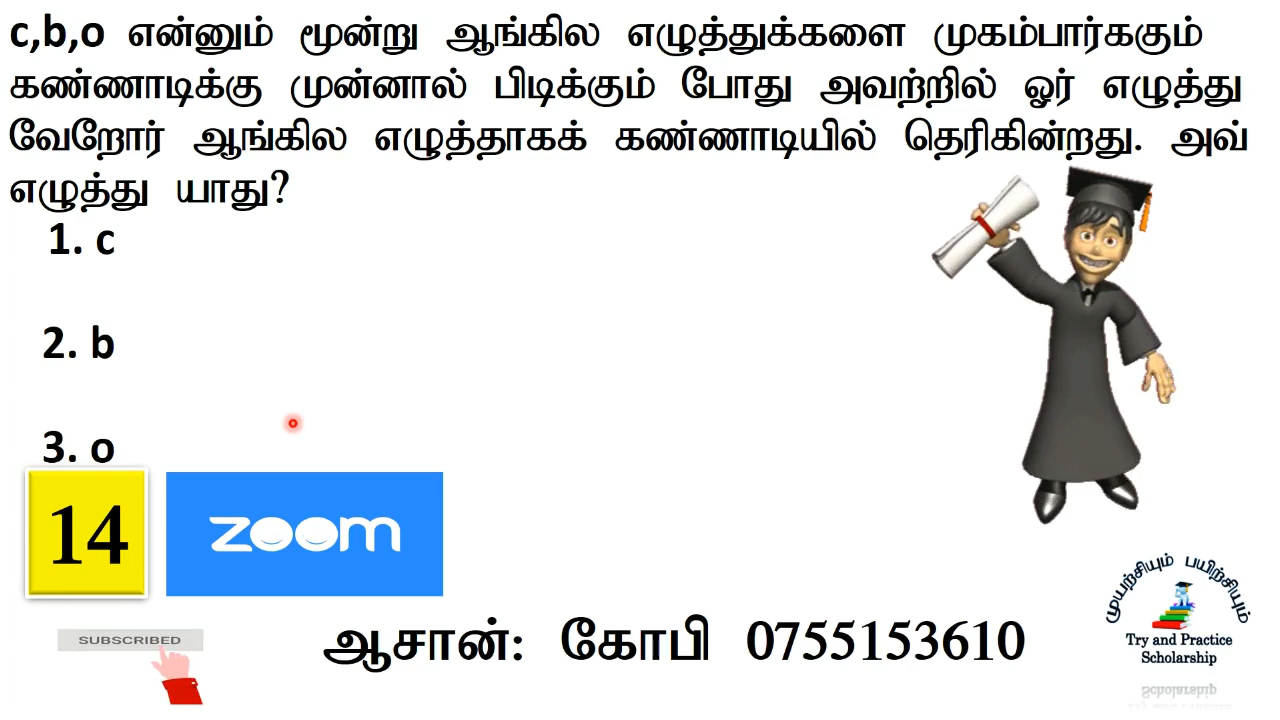 c,b,o என்னும் மூன்று ஆங்கில எழுத்துக்களை முகம்பார்ககும்
கண்ணாடிக்கு முன்னால் பிடிக்கும் போது அவற்றில் ஓர் எழுத்து
வேறோர் ஆங்கில எழுத்தாகக் கண்ணாடியில் தெரிகின்றது. அவ்
எழுத்து யாது?
1. c
2. b
3. o
14
zoom
SUBSCRIBED
ஆசான்: கோபி 0755153610
முயற்சியும் பயிற்சியும்
Try and Practice
Scholarship